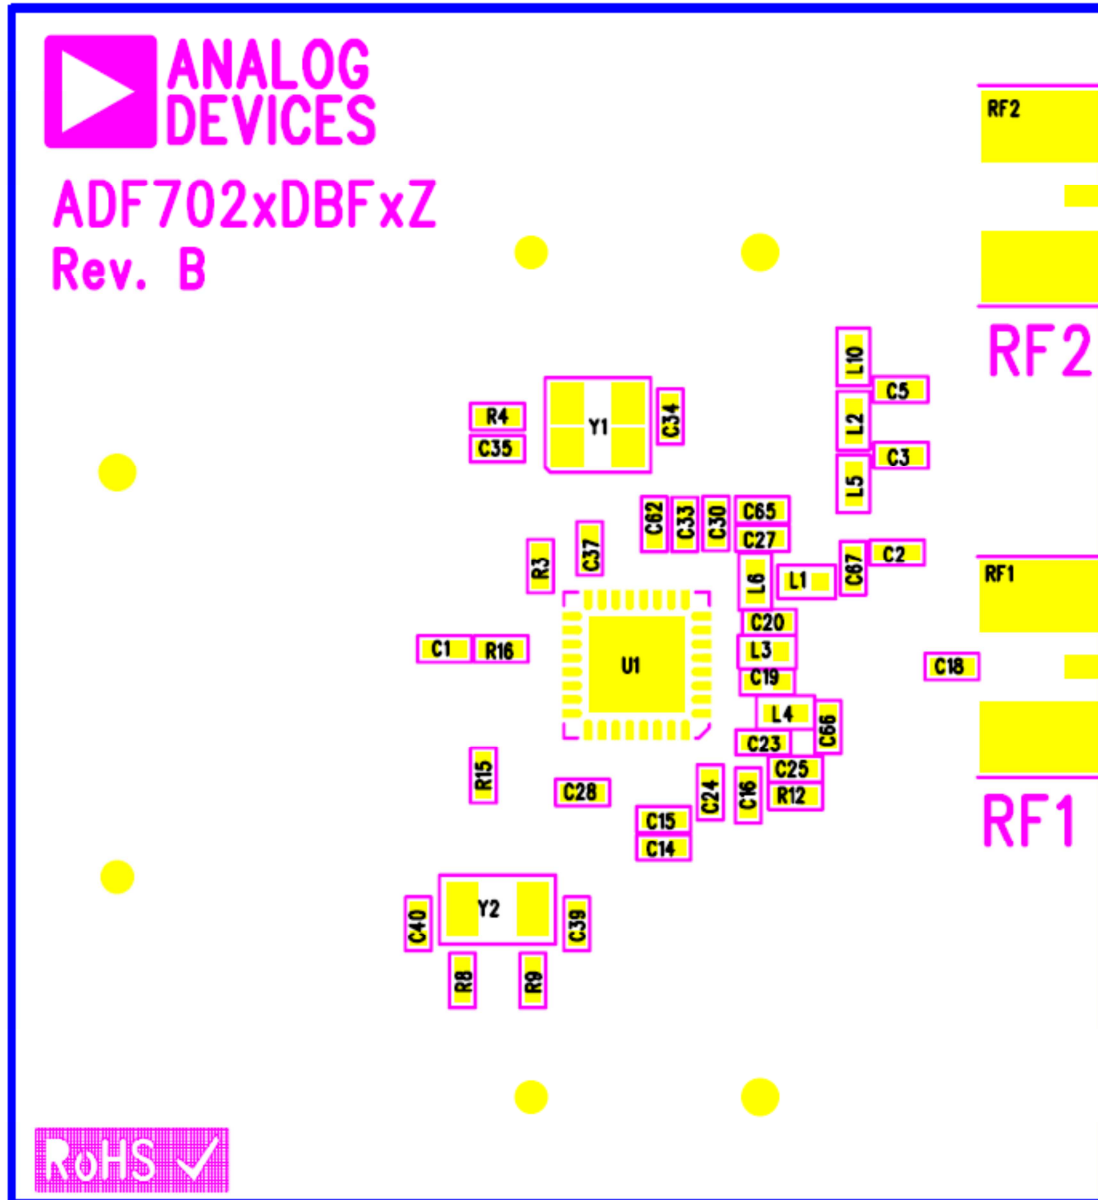 ANALOG
DEVICES
ADF702xDBFxZ
Rev. B
RF2
RF2
L10
C5
R4
Y1
C34
L2
C35
C3
L5
C62
C33
C30
C65
C27
C37
R3
L6
L1
C67
C2
RF1
C20
C1
R16
U1
L3
C18
C19
L4
C66
C23
R15
C28
C24
C16
C25
R12
C15
C14
RF1
C40
Y2
C39
R8
R9
RoHS